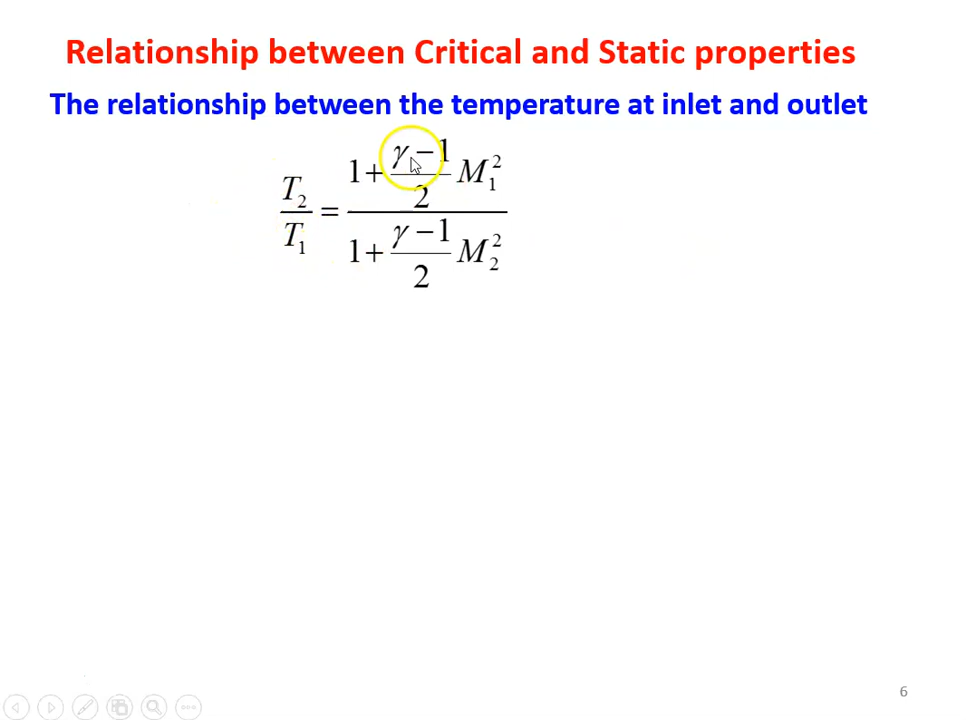 Relationship between Critical and Static properties
The relationship between the temperature at inlet and outlet
T₂/T₁ = (1 + (γ − 1)/2 M₁²) / (1 + (γ − 1)/2 M₂²)
6